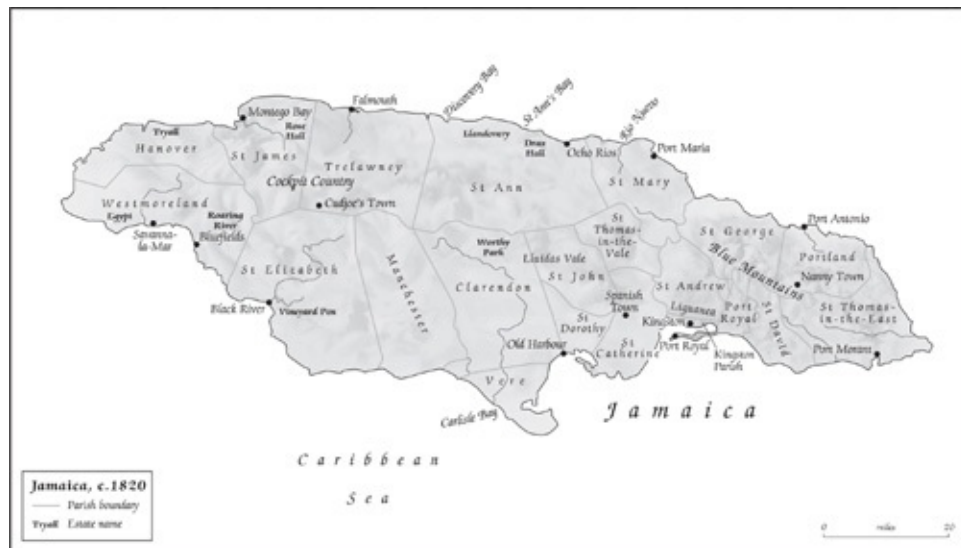 Discovery Bay
St Ann's Bay
Rio Nuevo
Falmouth
Montego Bay
Rose
Hall
Tryall
Hanover
St James
Trelawney
Llandovery
Drax
Hall
Ocho Rios
Port Maria
St Mary
St Ann
Cockpit Country
Cudjoe's Town
Westmoreland
Egypt
Savanna-
la-Mar
Roaring
River
Bluefields
St Elizabeth
Black River
Vineyard Pen
Manchester
Clarendon
Worthy
Park
Lluidas Vale
St John
St
Thomas-
in-the-
Vale
St George
Port Antonio
Portland
Blue Mountains
Nanny Town
St Andrew
Liguanea
Port
Royal
St David
St Thomas-
in-the-East
Spanish
Town
Kingston
St
Dorothy
St
Catherine
Port Royal
Kingston
Parish
Port Morant
Old Harbour
Vere
Carlisle Bay
Jamaica
Caribbean
Sea
Jamaica, c.1820
Parish boundary
Tryall Estate name
0 miles 20